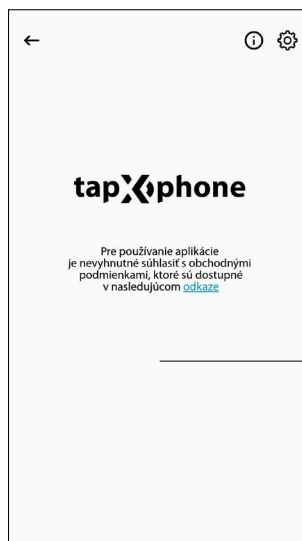 tapXphone
Pre používanie aplikácie
je nevyhnutné súhlasiť s obchodnými
podmienkami, ktoré sú dostupné
v nasledujúcom odkaze